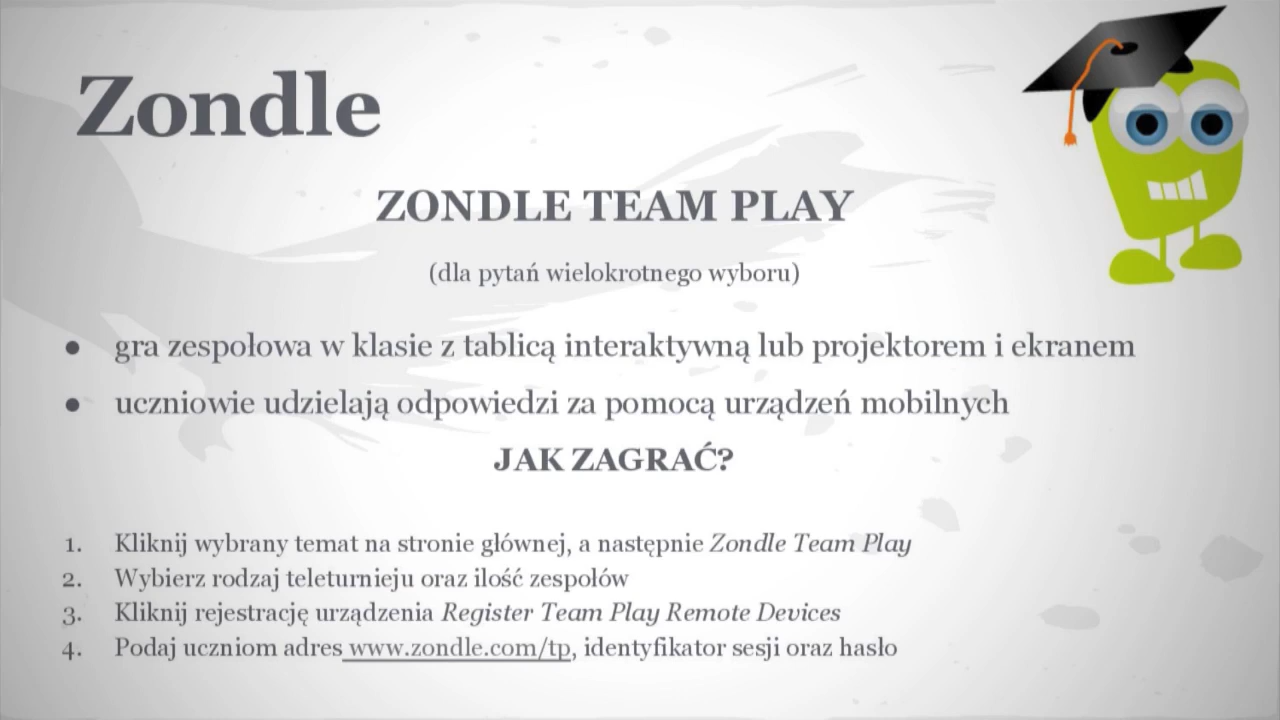 Zondle
ZONDLE TEAM PLAY
(dla pytań wielokrotnego wyboru)
● gra zespołowa w klasie z tablicą interaktywną lub projektorem i ekranem
● uczniowie udzielają odpowiedzi za pomocą urządzeń mobilnych
JAK ZAGRAĆ?
1. Kliknij wybrany temat na stronie głównej, a następnie Zondle Team Play
2. Wybierz rodzaj teleturnieju oraz ilość zespołów
3. Kliknij rejestrację urządzenia Register Team Play Remote Devices
4. Podaj uczniom adres www.zondle.com/tp, identyfikator sesji oraz hasło